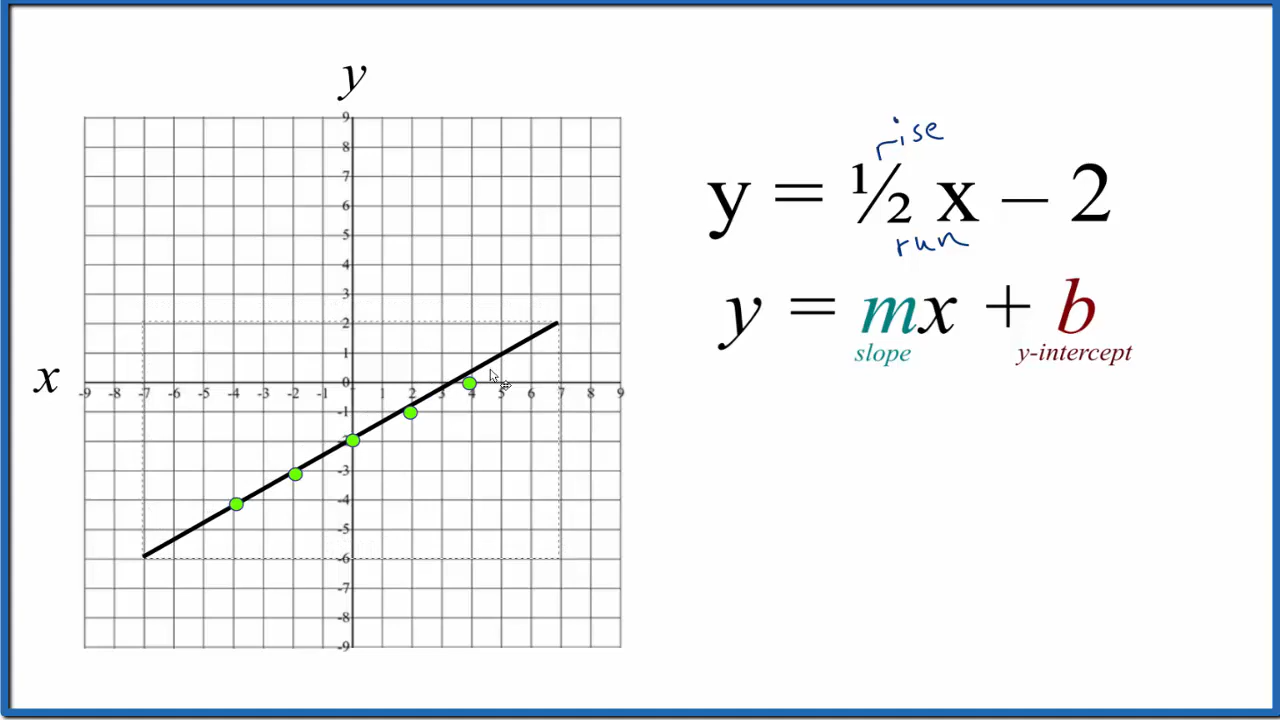 y
9
8
7
6
5
4
3
2
1
x
0
-9 -8 -7 -6 -5 -4 -3 -2 -1 1 2 3 4 5 6 7 8 9
-1
-3
-4
-5
-6
-7
-8
-9
rise
y = ½ x – 2
run
y = mx + b
slope y-intercept